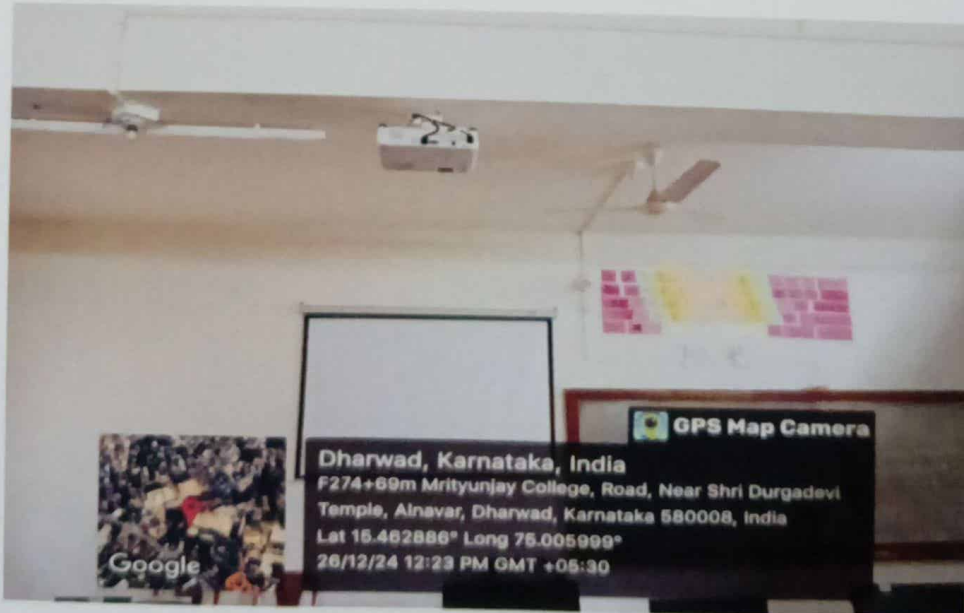 GPS Map Camera
Dharwad, Karnataka, India
F274+69m Mrityunjay College, Road, Near Shri Durgadevi
Temple, Alnavar, Dharwad, Karnataka 580008, India
Lat 15.462886° Long 75.005999°
26/12/24 12:23 PM GMT +05:30
Google